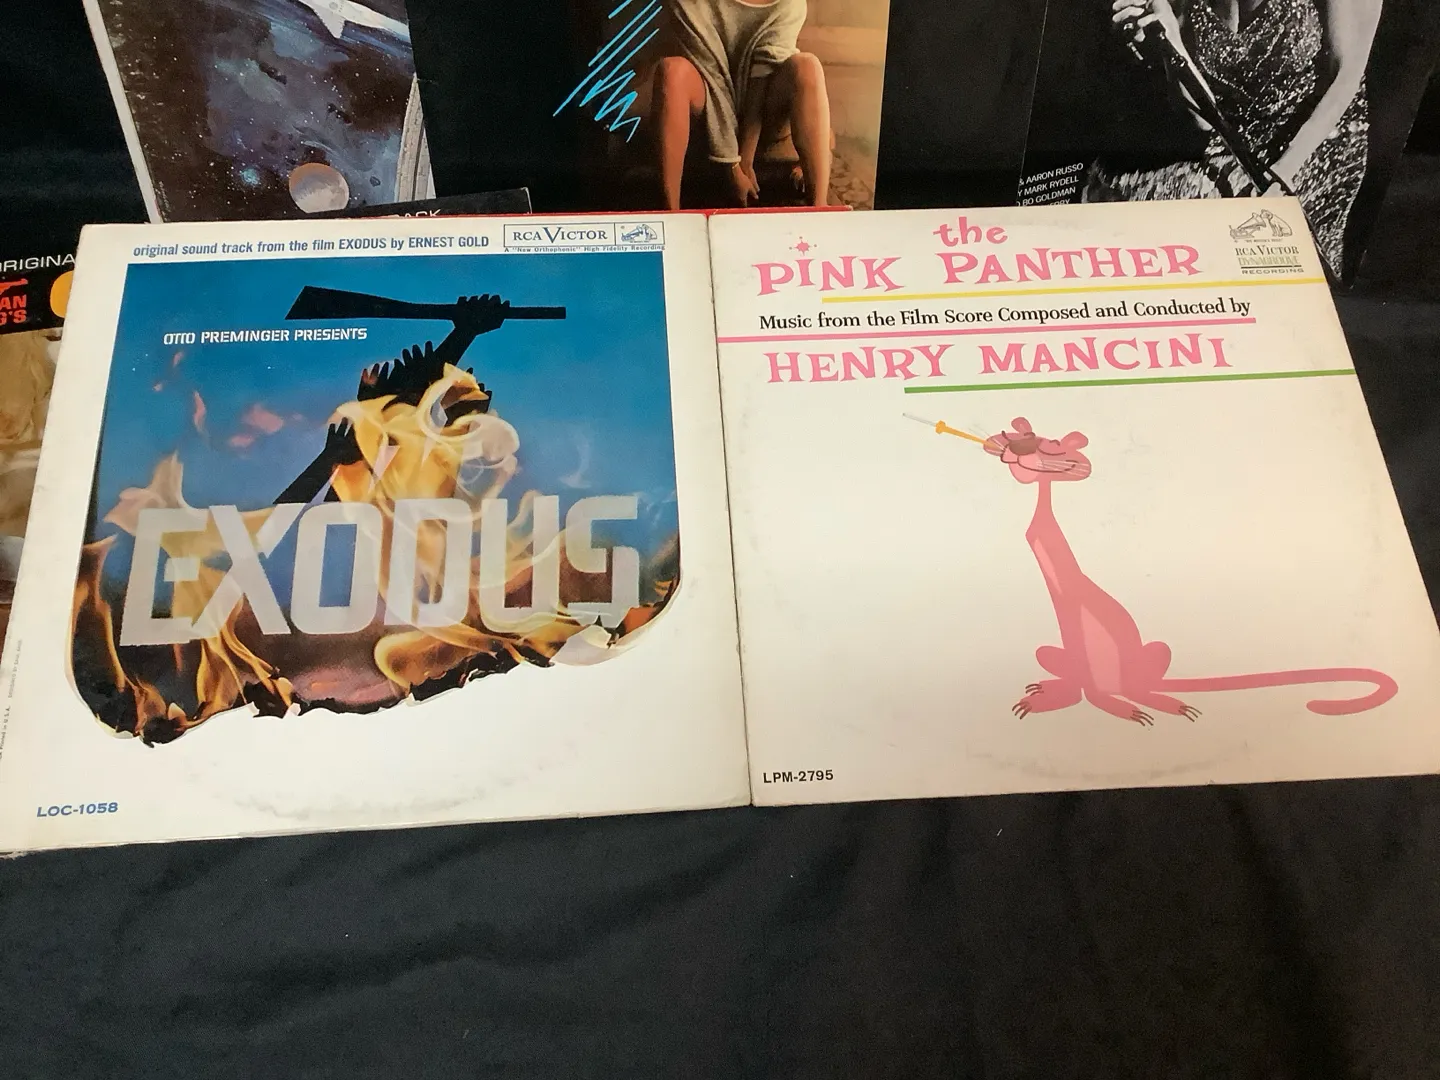 & AARON RUSSO
MARK RYDELL
BO GOLDMAN
original sound track from the film EXODUS by ERNEST GOLD
RCA VICTOR
A "New Orthophonic" High Fidelity Recording
OTTO PREMINGER PRESENTS
EXODUS
LOC-1058
the
PINK PANTHER
RCA VICTOR
DYNAGROOVE
RECORDING
Music from the Film Score Composed and Conducted by
HENRY MANCINI
LPM-2795